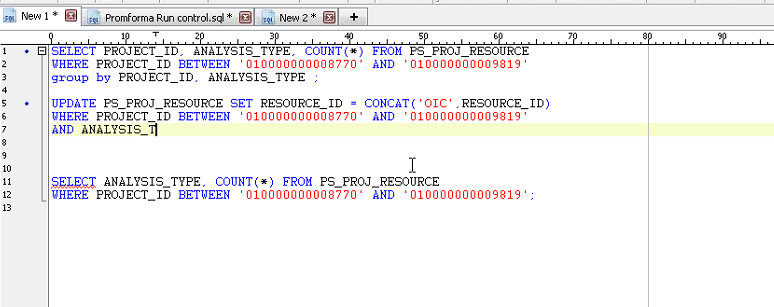 New 1 * Promforma Run control.sql * New 2 * +
0 10 20 30 40 50 60 70 80 90
1 SELECT PROJECT_ID, ANALYSIS_TYPE, COUNT(*) FROM PS_PROJ_RESOURCE
2 WHERE PROJECT_ID BETWEEN '010000000008770' AND '010000000009819'
3 group by PROJECT_ID, ANALYSIS_TYPE ;
4
5 UPDATE PS_PROJ_RESOURCE SET RESOURCE_ID = CONCAT('OIC',RESOURCE_ID)
6 WHERE PROJECT_ID BETWEEN '010000000008770' AND '010000000009819'
7 AND ANALYSIS_T
8
9
10
11 SELECT ANALYSIS_TYPE, COUNT(*) FROM PS_PROJ_RESOURCE
12 WHERE PROJECT_ID BETWEEN '010000000008770' AND '010000000009819';
13